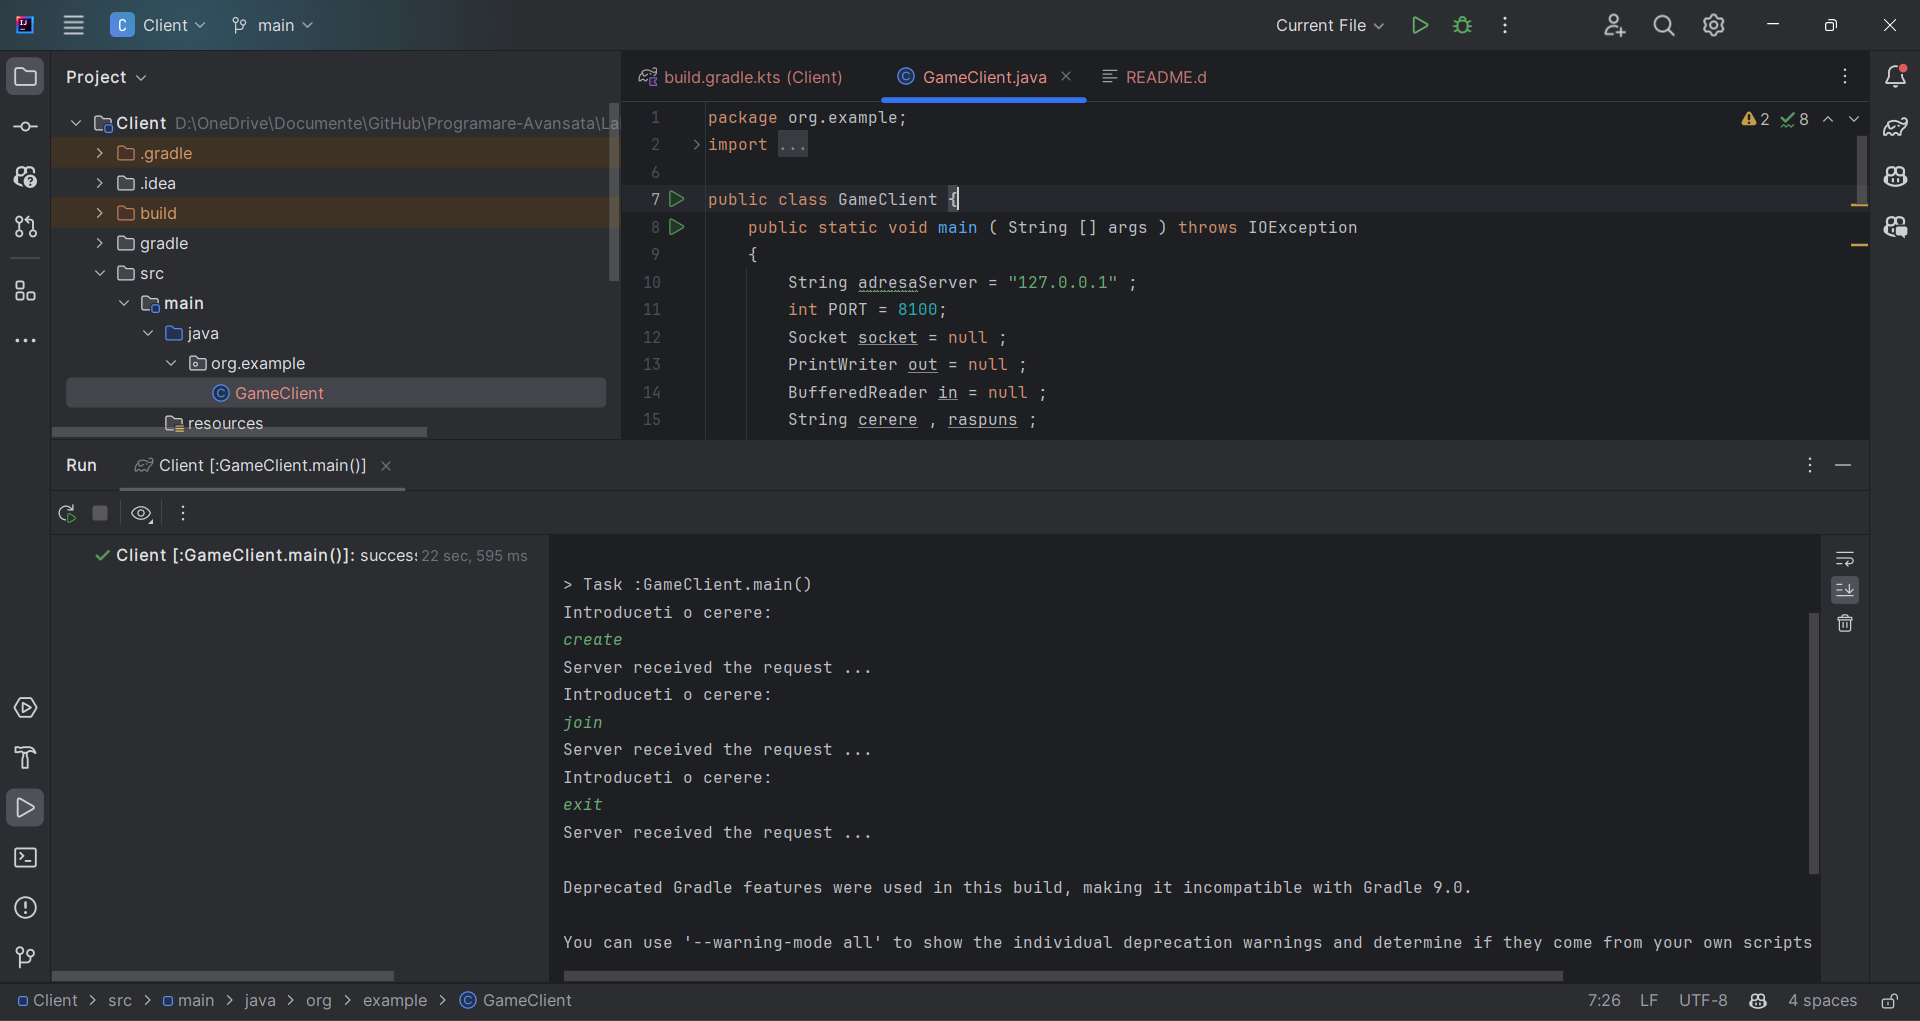 C Client main Current File
Project
Client D:\OneDrive\Documente\GitHub\Programare-Avansata\La
.gradle
.idea
build
gradle
src
main
java
org.example
GameClient
resources
build.gradle.kts (Client) GameClient.java README.d
2 8
1 package org.example;
2 import ...
6
7 public class GameClient {
8 public static void main ( String [] args ) throws IOException
9 {
10 String adresaServer = "127.0.0.1" ;
11 int PORT = 8100;
12 Socket socket = null ;
13 PrintWriter out = null ;
14 BufferedReader in = null ;
15 String cerere , raspuns ;
Run Client [:GameClient.main()]
Client [:GameClient.main()]: succes 22 sec, 595 ms
> Task :GameClient.main()
Introduceti o cerere:
create
Server received the request ...
Introduceti o cerere:
join
Server received the request ...
Introduceti o cerere:
exit
Server received the request ...
Deprecated Gradle features were used in this build, making it incompatible with Gradle 9.0.
You can use '--warning-mode all' to show the individual deprecation warnings and determine if they come from your own scripts
Client > src > main > java > org > example > GameClient 7:26 LF UTF-8 4 spaces